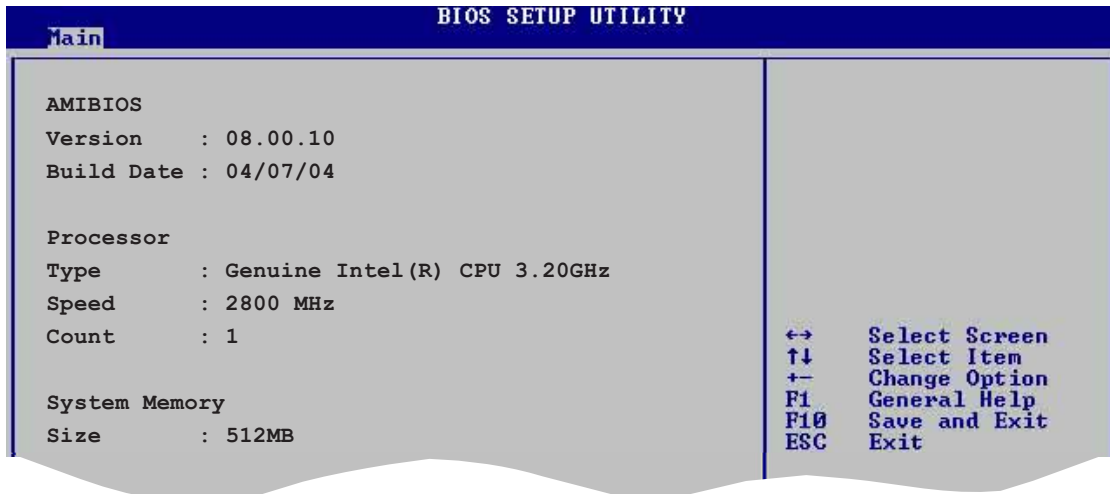 BIOS SETUP UTILITY
Main
AMIBIOS
Version : 08.00.10
Build Date : 04/07/04
Processor
Type : Genuine Intel(R) CPU 3.20GHz
Speed : 2800 MHz
Count : 1
System Memory
Size : 512MB
←→ Select Screen
↑↓ Select Item
+- Change Option
F1 General Help
F10 Save and Exit
ESC Exit